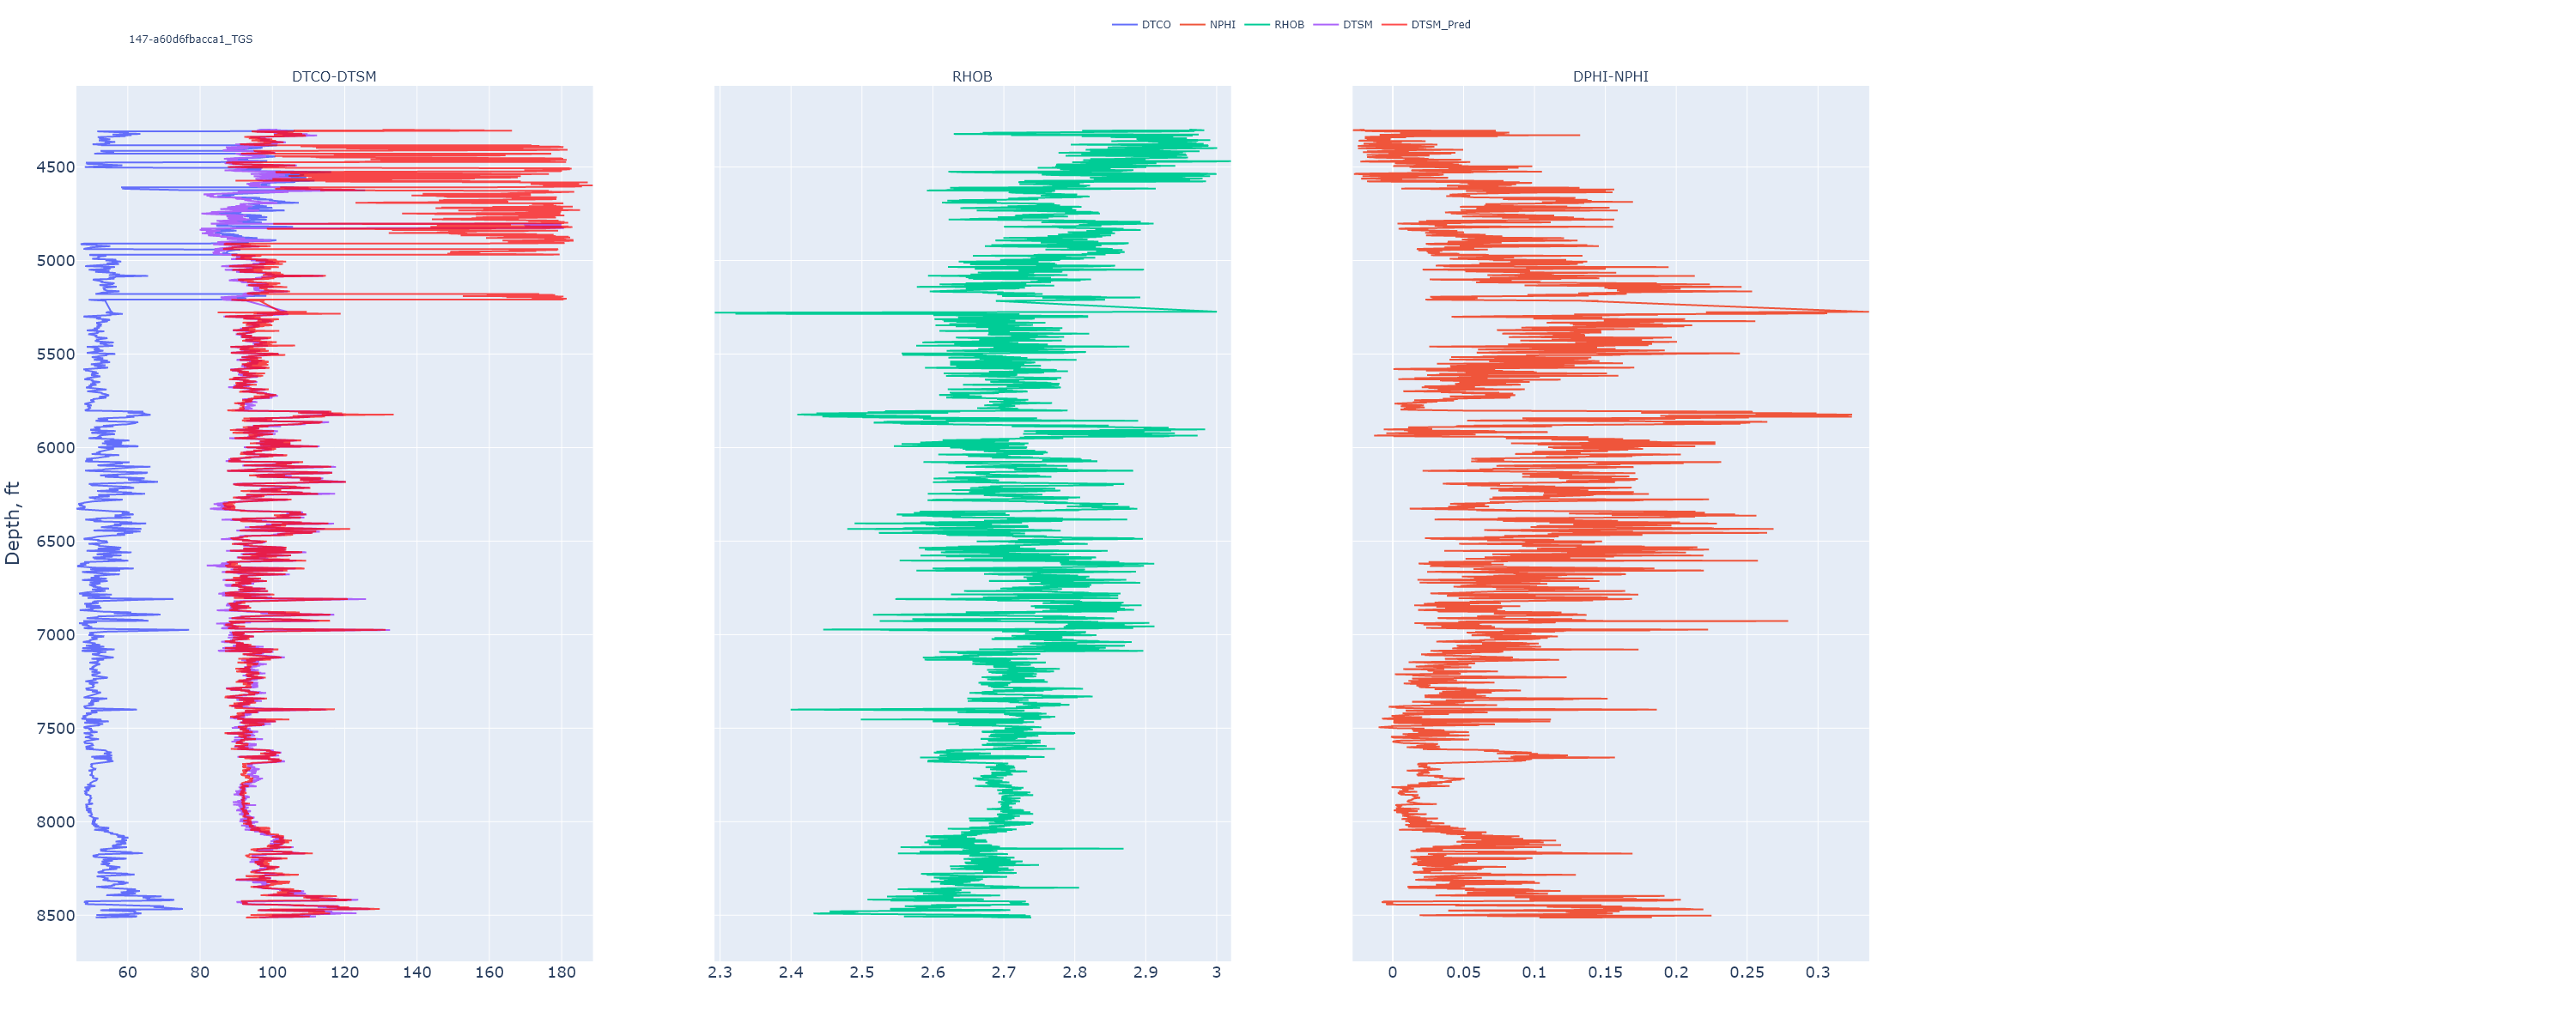 DTCO NPHI RHOB DTSM DTSM_Pred
147-a60d6fbacca1_TGS
DTCO-DTSM RHOB DPHI-NPHI
Depth, ft
4500
5000
5500
6000
6500
7000
7500
8000
8500
60 80 100 120 140 160 180
2.3 2.4 2.5 2.6 2.7 2.8 2.9 3
0 0.05 0.1 0.15 0.2 0.25 0.3